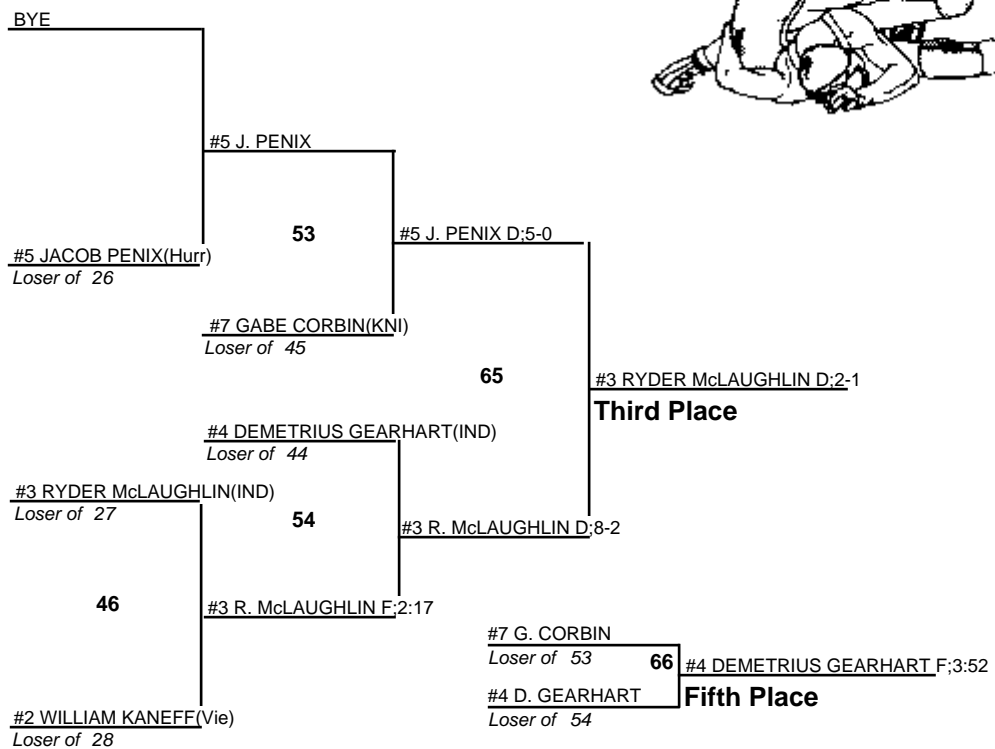 BYE
#5 J. PENIX
53
#5 J. PENIX D;5-0
#5 JACOB PENIX(Hurr)
Loser of 26
#7 GABE CORBIN(KNI)
Loser of 45
65
#3 RYDER McLAUGHLIN D;2-1
Third Place
#4 DEMETRIUS GEARHART(IND)
Loser of 44
#3 RYDER McLAUGHLIN(IND)
Loser of 27
54
#3 R. McLAUGHLIN D;8-2
46
#3 R. McLAUGHLIN F;2:17
#7 G. CORBIN
Loser of 53
66
#4 DEMETRIUS GEARHART F;3:52
Fifth Place
#4 D. GEARHART
Loser of 54
#2 WILLIAM KANEFF(Vie)
Loser of 28